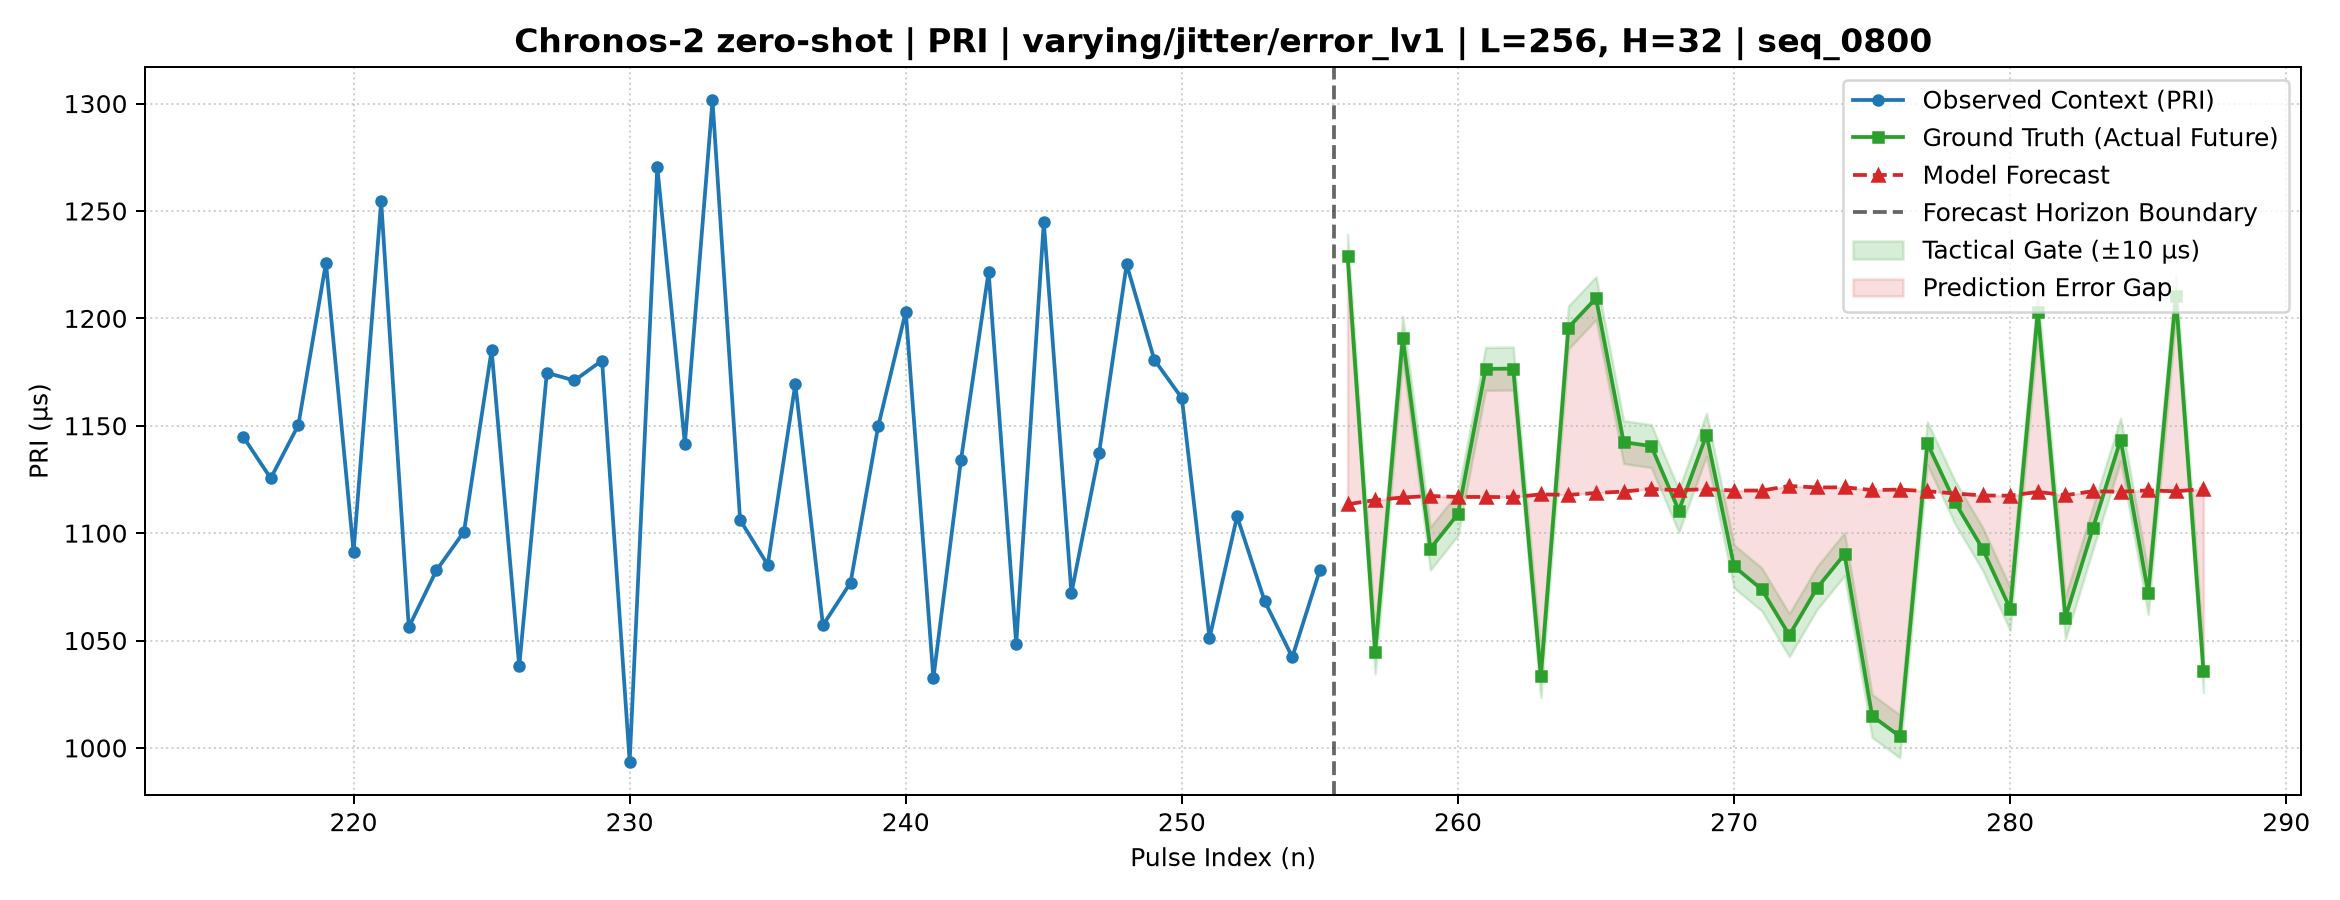 Chronos-2 zero-shot | PRI | varying/jitter/error_lv1 | L=256, H=32 | seq_0800
PRI (µs)
1300
1250
1200
1150
1100
1050
1000
Observed Context (PRI)
Ground Truth (Actual Future)
Model Forecast
Forecast Horizon Boundary
Tactical Gate (±10 µs)
Prediction Error Gap
220 230 240 250 260 270 280 290
Pulse Index (n)